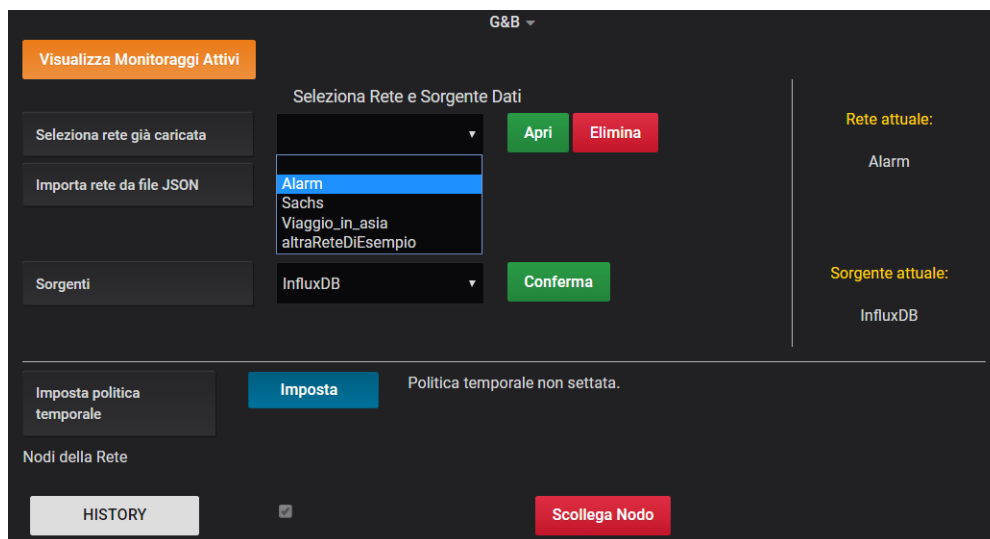 G&B
Visualizza Monitoraggi Attivi
Seleziona Rete e Sorgente Dati
Seleziona rete già caricata
Apri
Elimina
Rete attuale:
Alarm
Importa rete da file JSON
Alarm
Sachs
Viaggio_in_asia
altraReteDiEsempio
Sorgenti
InfluxDB
Conferma
Sorgente attuale:
InfluxDB
Imposta politica
temporale
Imposta
Politica temporale non settata.
Nodi della Rete
HISTORY
Scollega Nodo